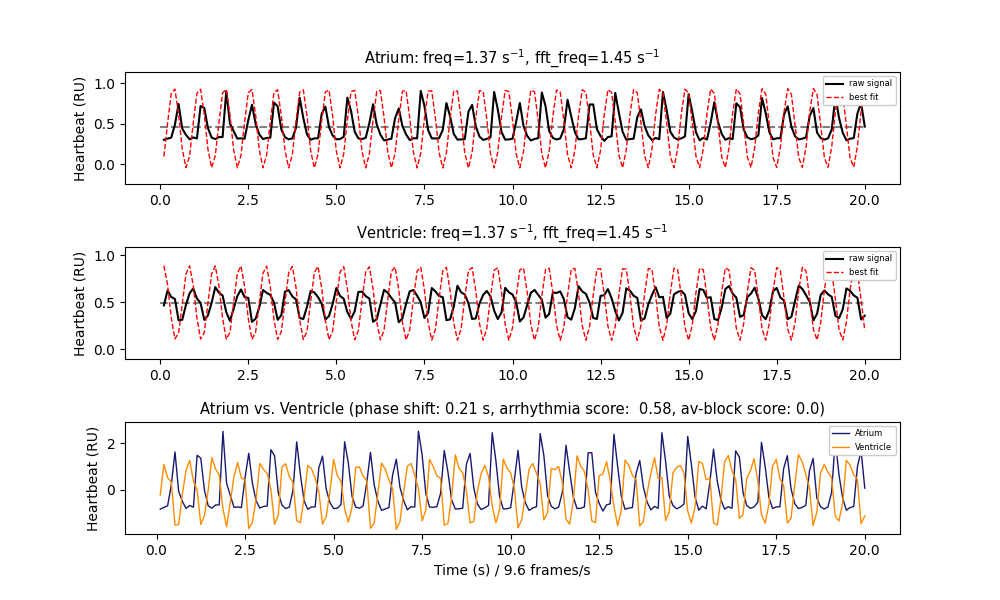 Atrium: freq=1.37 s⁻¹, fft_freq=1.45 s⁻¹
Heartbeat (RU)
1.0
0.5
0.0
raw signal
best fit
0.0 2.5 5.0 7.5 10.0 12.5 15.0 17.5 20.0
Ventricle: freq=1.37 s⁻¹, fft_freq=1.45 s⁻¹
Heartbeat (RU)
1.0
0.5
0.0
raw signal
best fit
0.0 2.5 5.0 7.5 10.0 12.5 15.0 17.5 20.0
Atrium vs. Ventricle (phase shift: 0.21 s, arrhythmia score:  0.58, av-block score: 0.0)
Heartbeat (RU)
2
0
Atrium
Ventricle
0.0 2.5 5.0 7.5 10.0 12.5 15.0 17.5 20.0
Time (s) / 9.6 frames/s